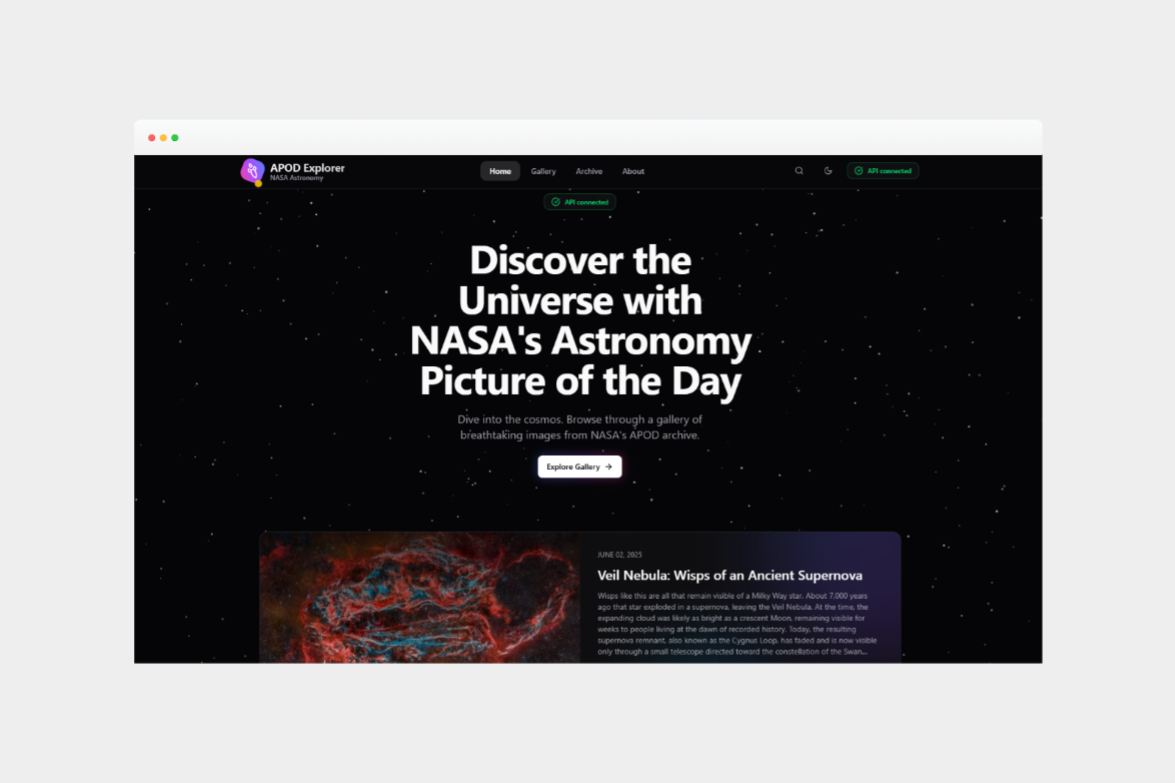 APOD Explorer
NASA Astronomy
Home Gallery Archive About
API connected
API connected
Discover the
Universe with
NASA's Astronomy
Picture of the Day
Dive into the cosmos. Browse through a gallery of
breathtaking images from NASA's APOD archive.
Explore Gallery →
JUNE 02, 2025
Veil Nebula: Wisps of an Ancient Supernova
Wisps like this are all that remain visible of a Milky Way star. About 7,000 years
ago that star exploded in a supernova, leaving the Veil Nebula. At the time, the
expanding cloud was likely as bright as a crescent Moon, remaining visible for
weeks to people living at the dawn of recorded history. Today, the resulting
supernova remnant, also known as the Cygnus Loop, has faded and is now visible
only through a small telescope directed toward the constellation of the Swan...